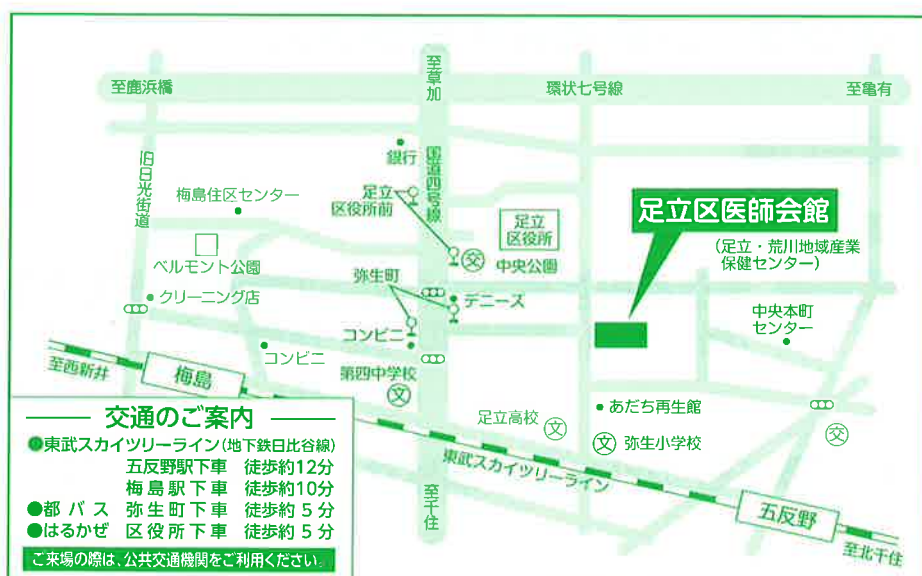 至鹿浜橋
至草加
環状七号線
至亀有
旧日光街道
国道四号線
銀行
梅島住区センター
足立
区役所前
足立
区役所
足立区医師会館
(足立・荒川地域産業
保健センター)
交
中央公園
ベルモント公園
弥生町
クリーニング店
デニーズ
中央本町
センター
コンビニ
コンビニ
至西新井
梅島
第四中学校
文
あだち再生館
足立高校
文
文 弥生小学校
交
東武スカイツリーライン
至千住
五反野
至北千住
交通のご案内
●東武スカイツリーライン(地下鉄日比谷線)
五反野駅下車 徒歩約12分
梅島駅下車 徒歩約10分
●都バス 弥生町下車 徒歩約5分
●はるかぜ 区役所下車 徒歩約5分
ご来場の際は、公共交通機関をご利用ください。